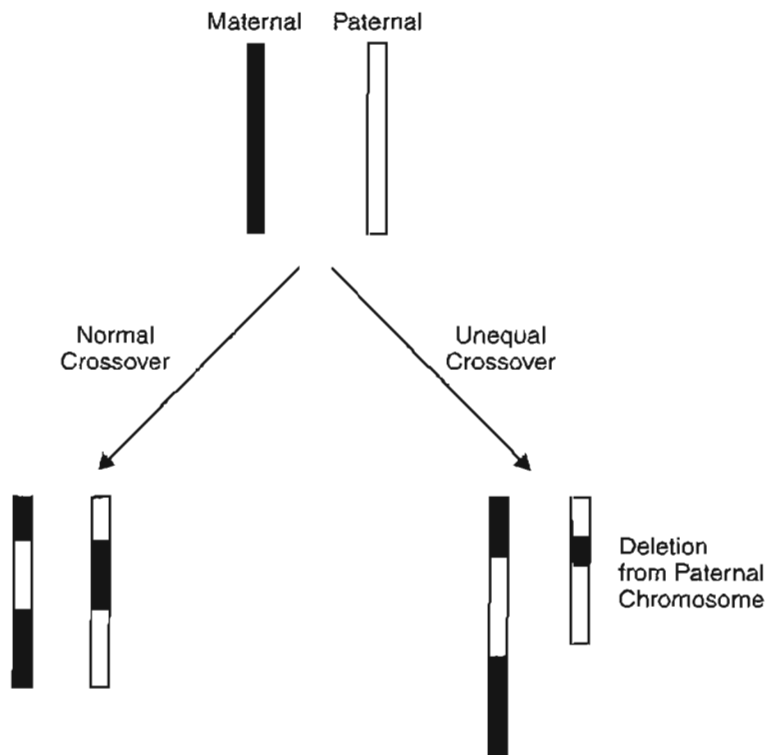 Maternal Paternal
Normal
Crossover
Unequal
Crossover
Deletion
from Paternal
Chromosome